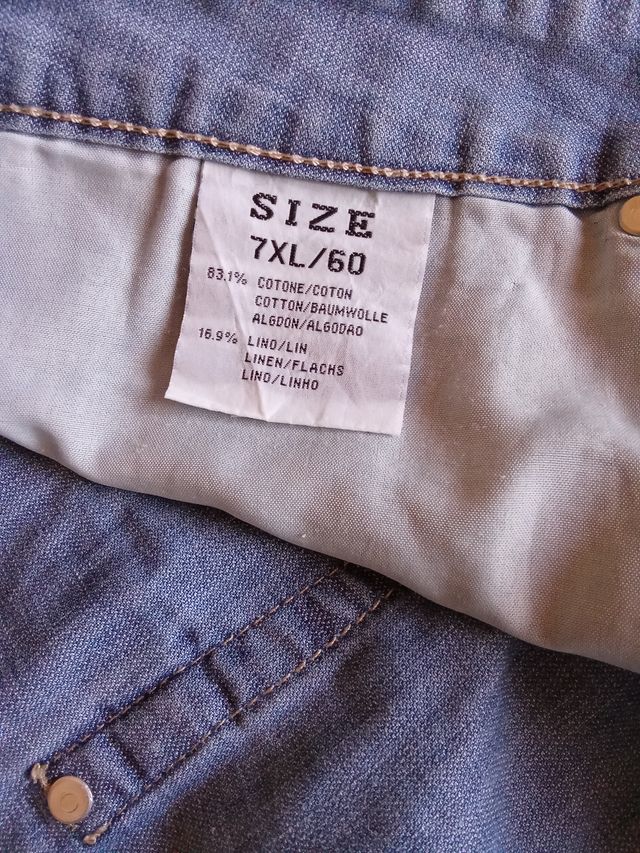 SIZE
7XL/60
83.1% COTONE/COTON
COTTON/BAUMWOLLE
ALGDON/ALGODAO
16.9% LINO/LIN
LINEN/FLACHS
LINO/LINHO